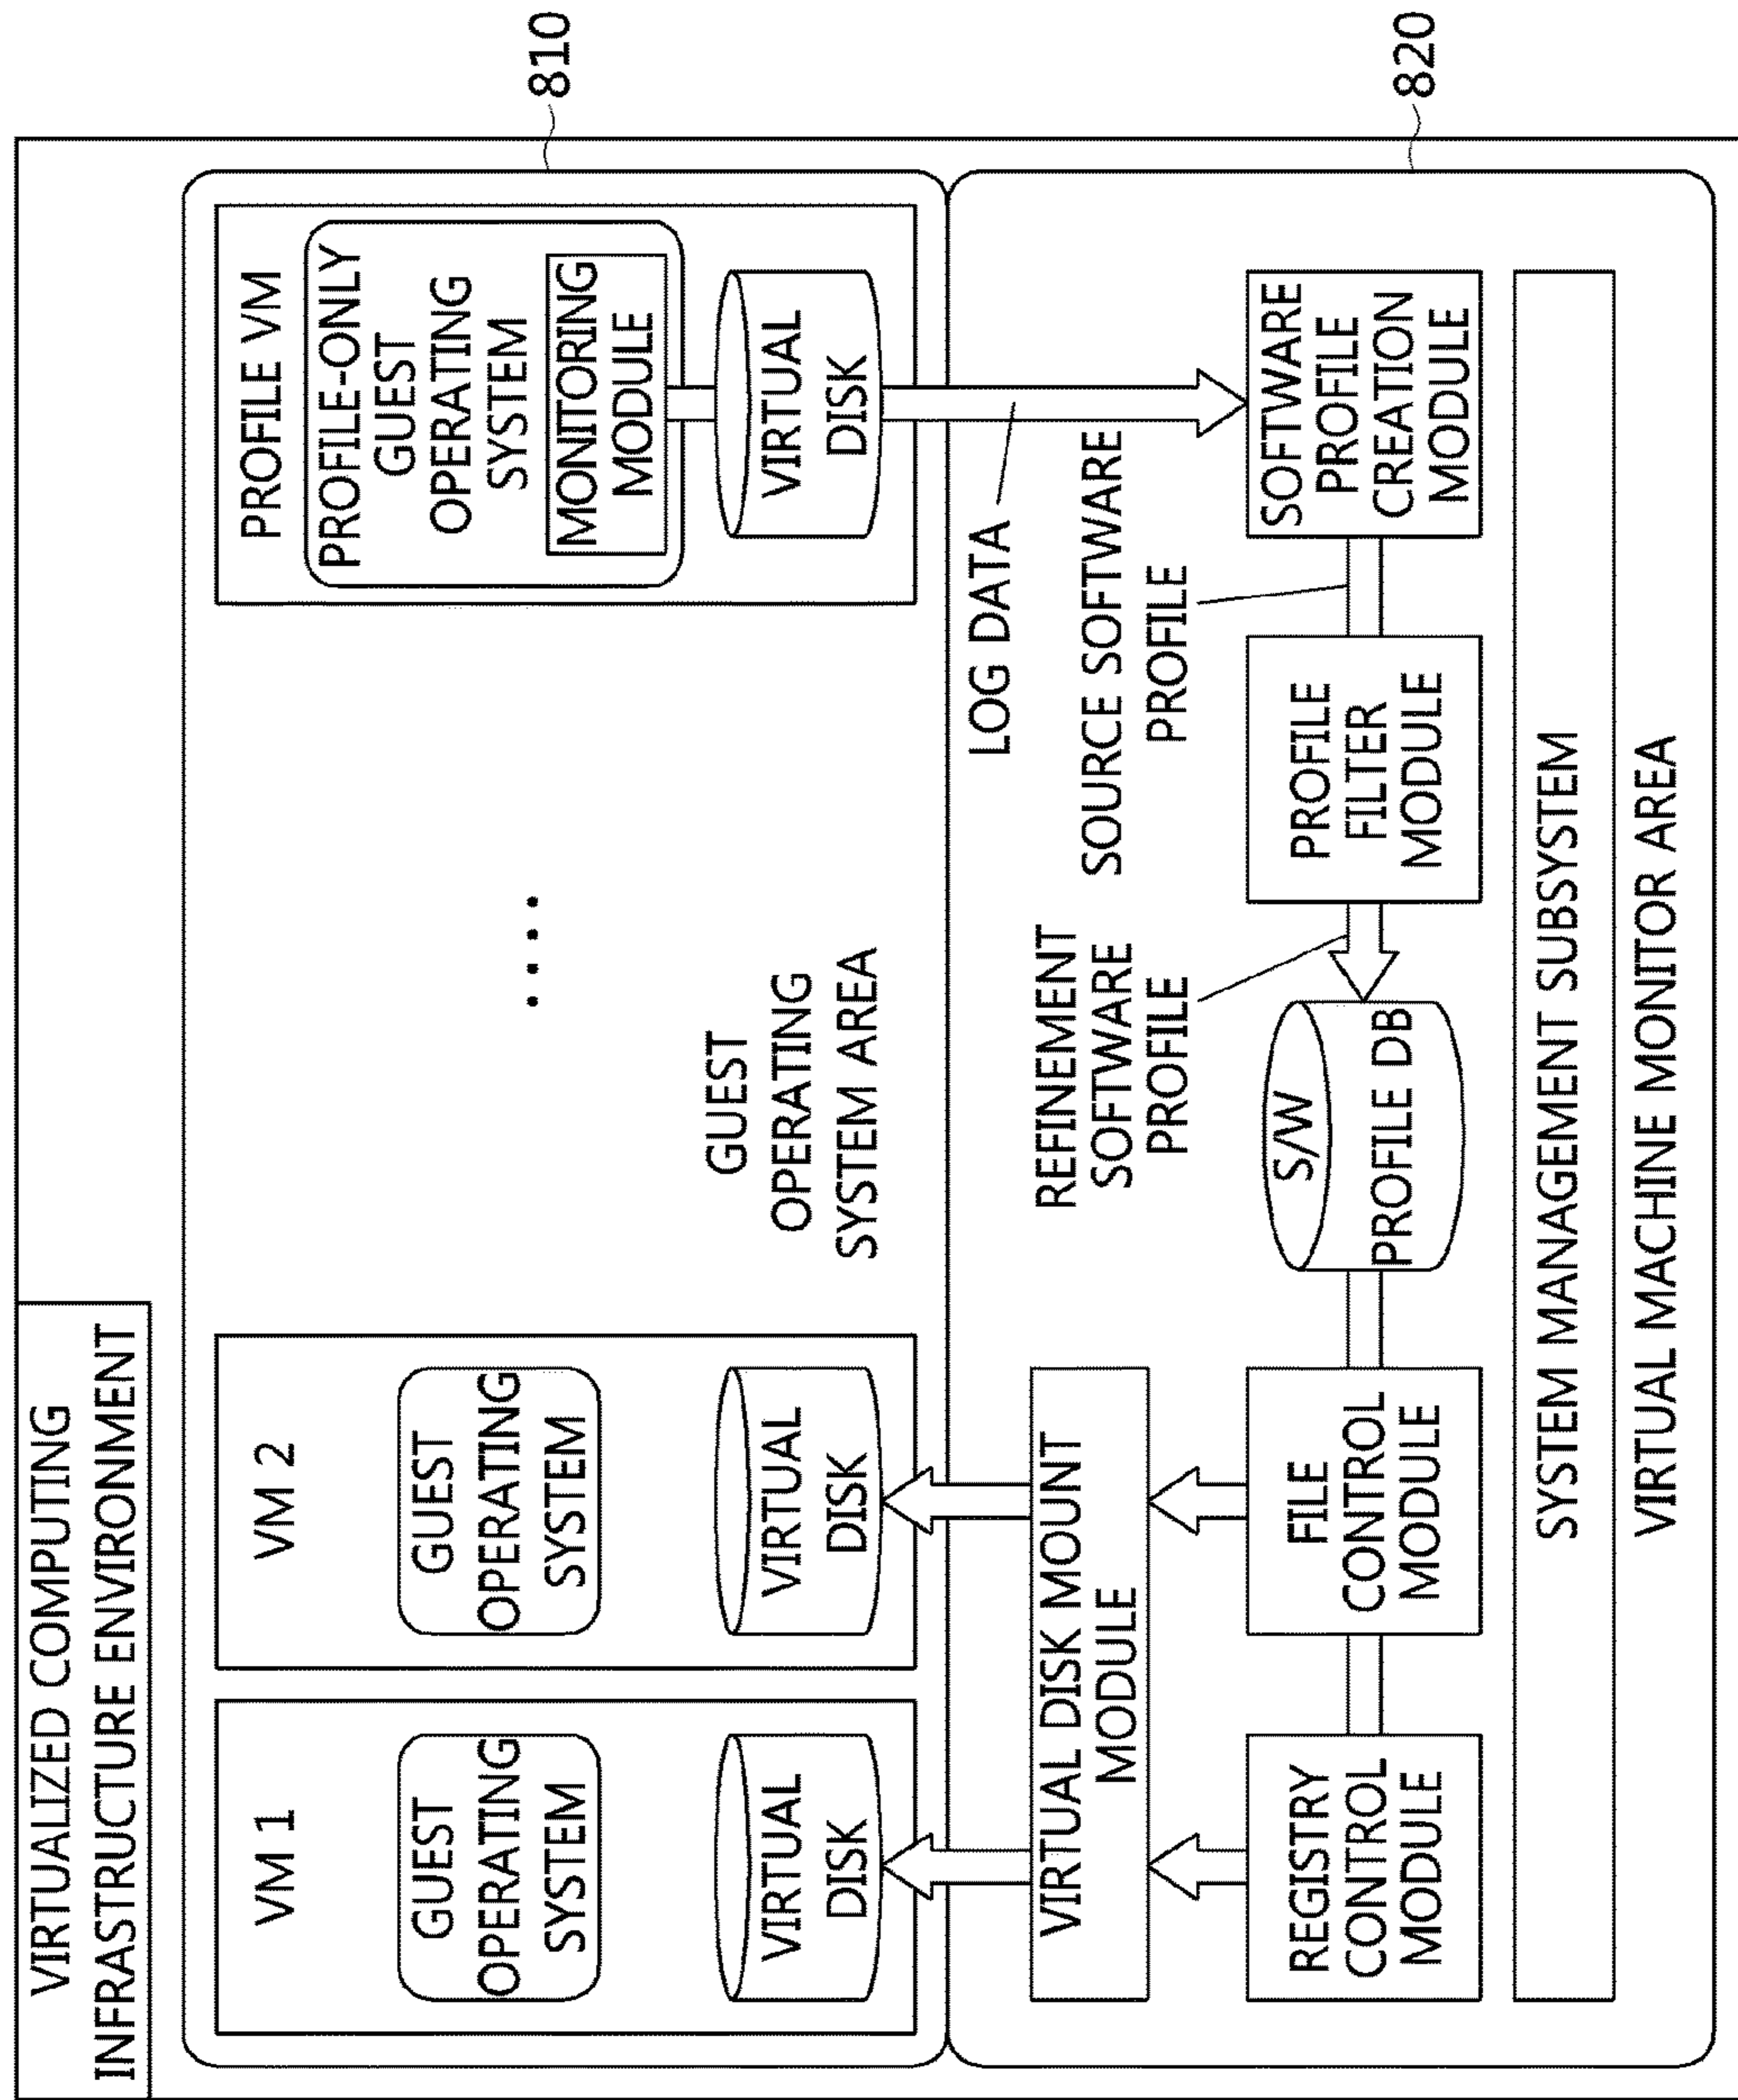 VIRTUALIZED COMPUTING
INFRASTRUCTURE ENVIRONMENT
VM 1
GUEST
OPERATING
SYSTEM
VIRTUAL
DISK
VM 2
GUEST
OPERATING
SYSTEM
VIRTUAL
DISK
....
GUEST
OPERATING
SYSTEM AREA
PROFILE VM
PROFILE-ONLY
GUEST
OPERATING
SYSTEM
MONITORING
MODULE
VIRTUAL
DISK
810
VIRTUAL DISK MOUNT
MODULE
REGISTRY
CONTROL
MODULE
FILE
CONTROL
MODULE
REFINEMENT
SOFTWARE
PROFILE
S/W
PROFILE DB
LOG DATA
SOURCE SOFTWARE
PROFILE
PROFILE
FILTER
MODULE
SOFTWARE
PROFILE
CREATION
MODULE
SYSTEM MANAGEMENT SUBSYSTEM
VIRTUAL MACHINE MONITOR AREA
820